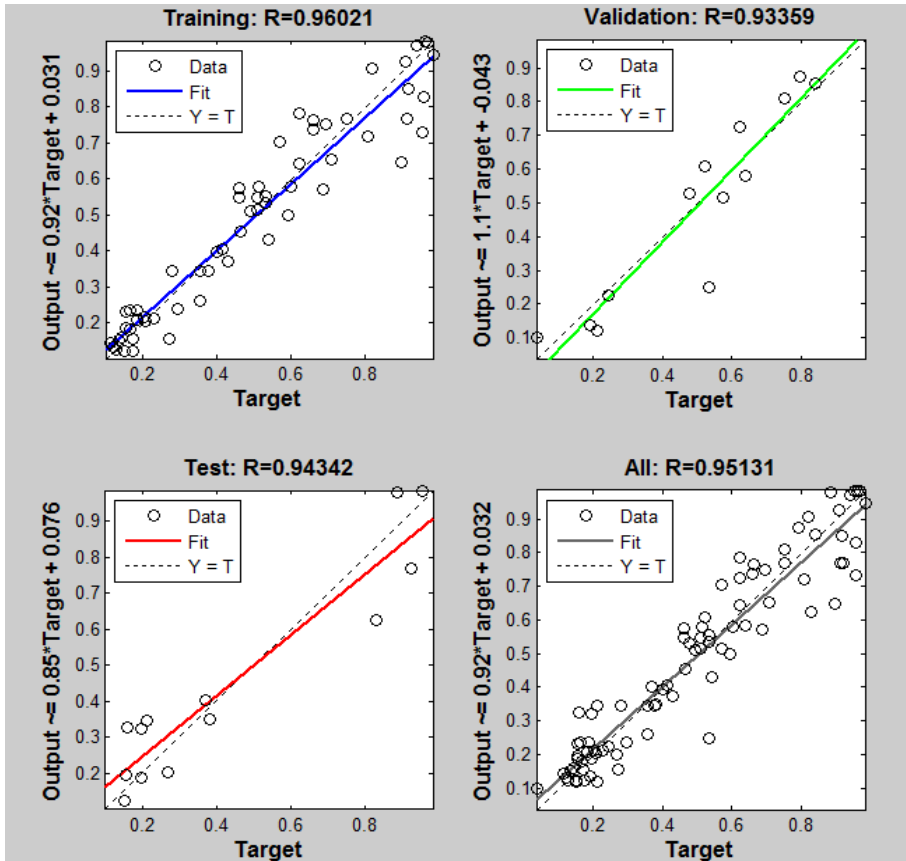 Training: R=0.96021
Output ~= 0.92*Target + 0.031
Data
Fit
Y = T
0.9
0.8
0.7
0.6
0.5
0.4
0.3
0.2
0.2
0.4
0.6
0.8
Target
Validation: R=0.93359
Output ~= 1.1*Target + -0.043
Data
Fit
Y = T
0.9
0.8
0.7
0.6
0.5
0.4
0.3
0.2
0.1
0.2
0.4
0.6
0.8
Target
Test: R=0.94342
Output ~= 0.85*Target + 0.076
Data
Fit
Y = T
0.9
0.8
0.7
0.6
0.5
0.4
0.3
0.2
0.2
0.4
0.6
0.8
Target
All: R=0.95131
Output ~= 0.92*Target + 0.032
Data
Fit
Y = T
0.9
0.8
0.7
0.6
0.5
0.4
0.3
0.2
0.1
0.2
0.4
0.6
0.8
Target